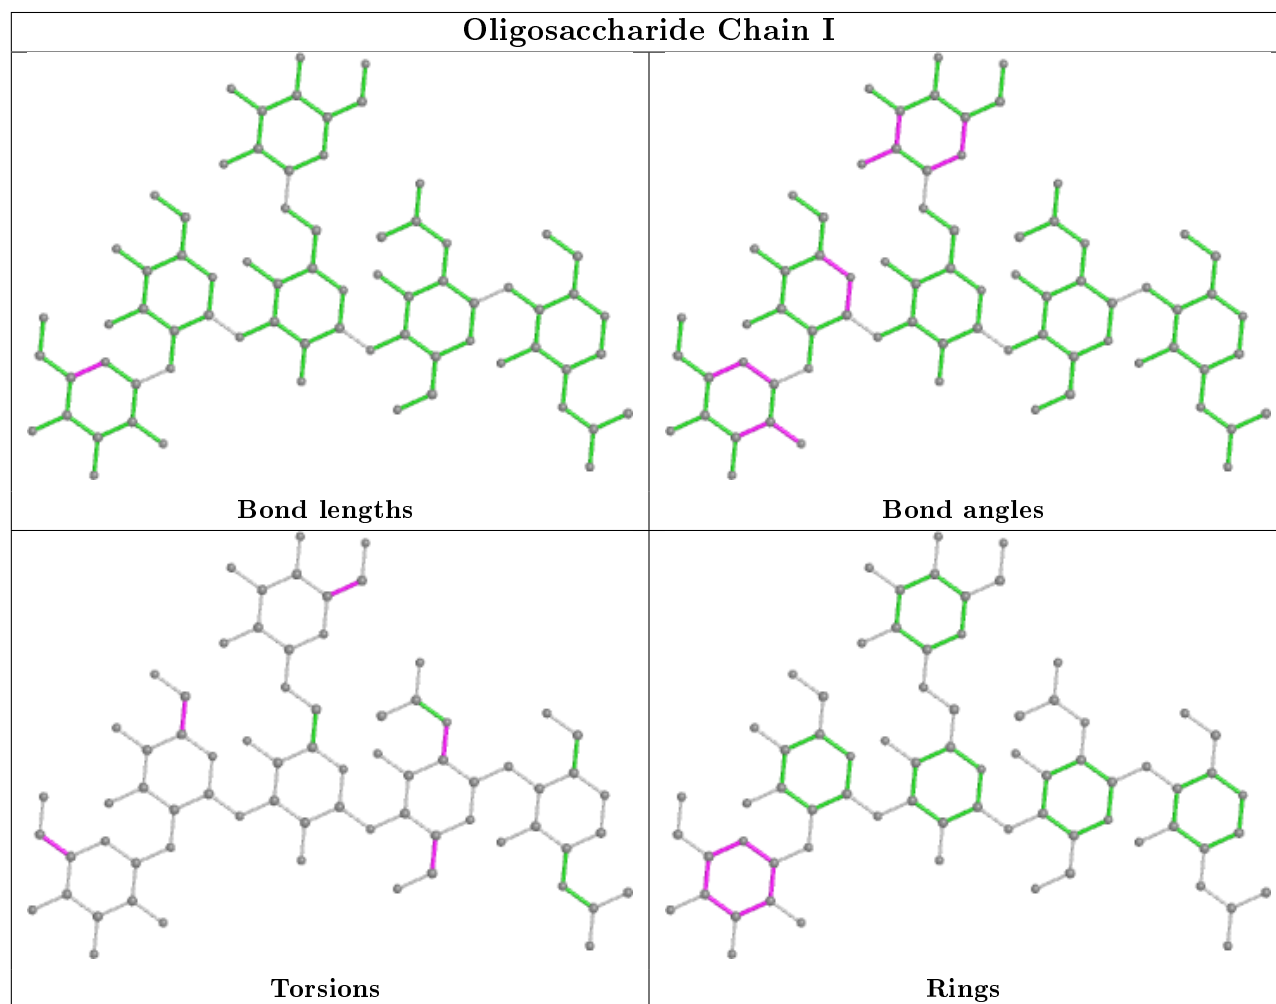 Oligosaccharide Chain I
Bond lengths
Bond angles
Torsions
Rings